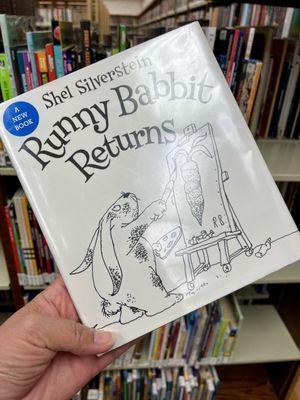 Shel Silverstein
A
NEW
BOOK
Runny Babbit
Returns